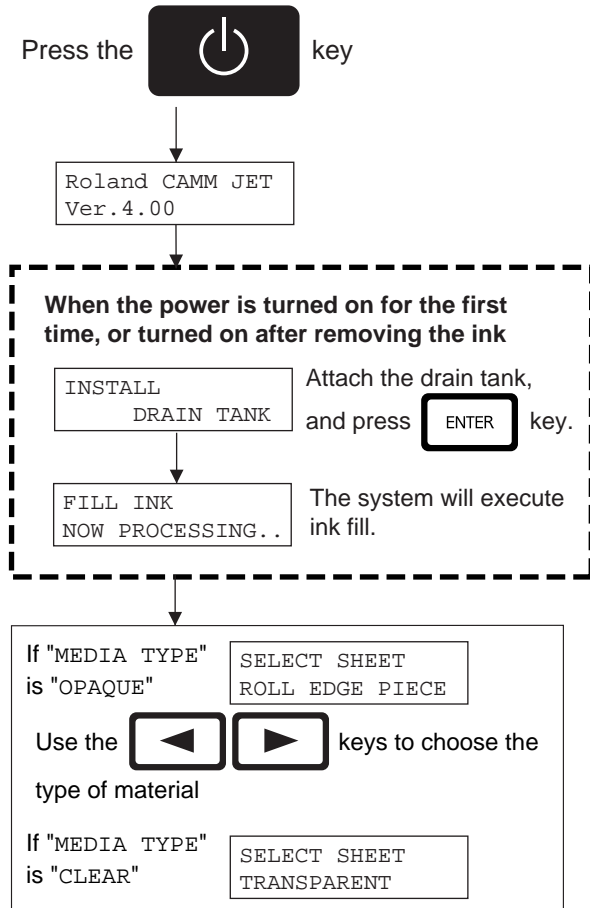 Press the key
Roland CAMM JET
Ver.4.00
When the power is turned on for the first
time, or turned on after removing the ink
INSTALL
DRAIN TANK
Attach the drain tank,
and press ENTER key.
FILL INK
NOW PROCESSING..
The system will execute
ink fill.
If "MEDIA TYPE"
is "OPAQUE"
SELECT SHEET
ROLL EDGE PIECE
Use the keys to choose the
type of material
If "MEDIA TYPE"
is "CLEAR"
SELECT SHEET
TRANSPARENT